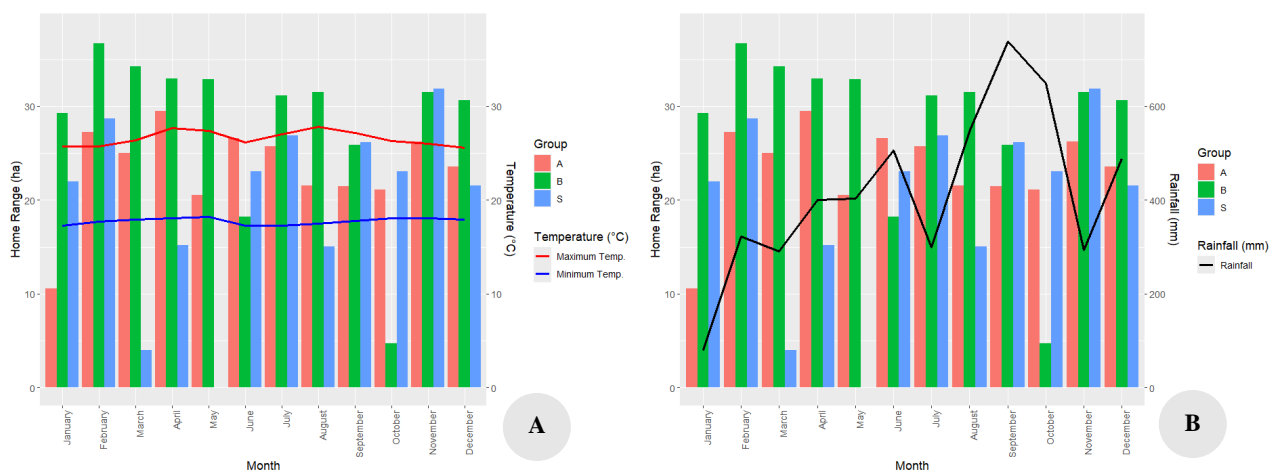 Home Range (ha)
30
20
10
0
January
February
March
April
May
June
July
August
September
October
November
December
Month
30
20
10
0
Temperature (°C)
Group
A
B
S
Temperature (°C)
Maximum Temp.
Minimum Temp.
A
Home Range (ha)
30
20
10
0
January
February
March
April
May
June
July
August
September
October
November
December
Month
600
400
200
0
Rainfall (mm)
Group
A
B
S
Rainfall (mm)
Rainfall
B